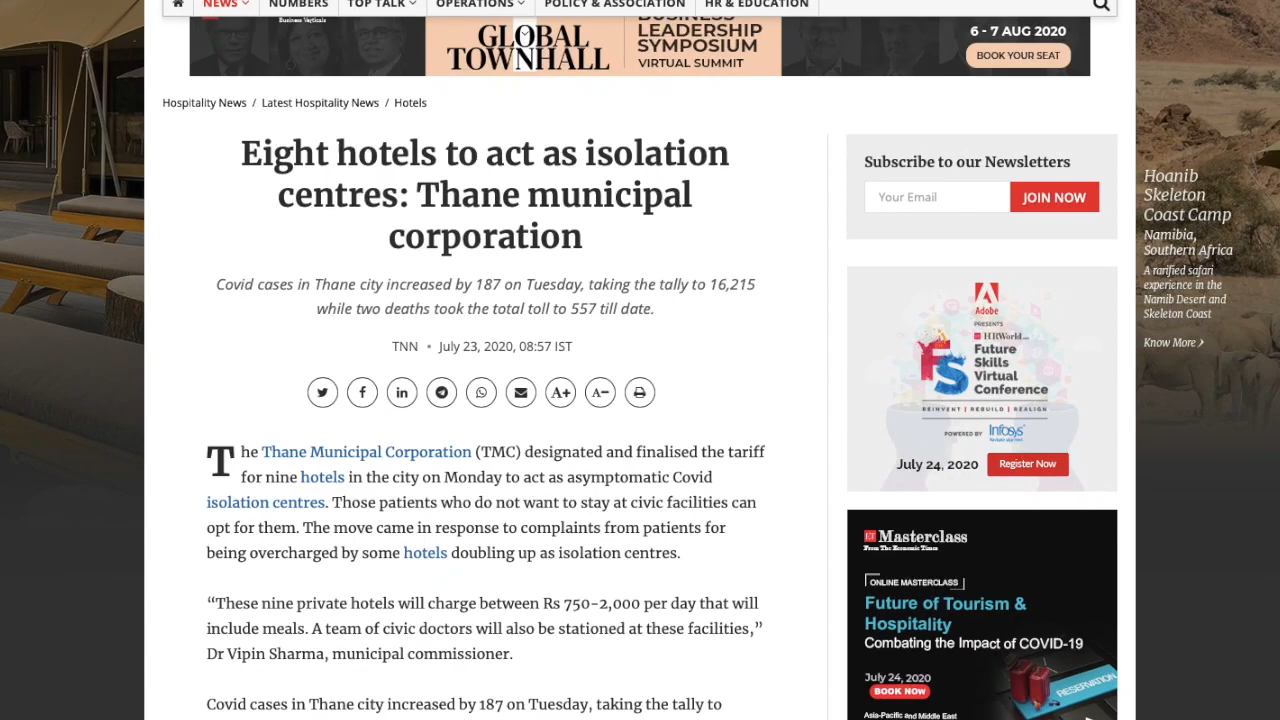 NEWS NUMBERS TOP TALK OPERATIONS POLICY & ASSOCIATION HR & EDUCATION
Business Verticals
GLOBAL
TOWNHALL
BUSINESS
LEADERSHIP
SYMPOSIUM
VIRTUAL SUMMIT
6 - 7 AUG 2020
BOOK YOUR SEAT
Hospitality News / Latest Hospitality News / Hotels
Eight hotels to act as isolation
centres: Thane municipal
corporation
Covid cases in Thane city increased by 187 on Tuesday, taking the tally to 16,215
while two deaths took the total toll to 557 till date.
TNN • July 23, 2020, 08:57 IST
A+ A-
The Thane Municipal Corporation (TMC) designated and finalised the tariff
for nine hotels in the city on Monday to act as asymptomatic Covid
isolation centres. Those patients who do not want to stay at civic facilities can
opt for them. The move came in response to complaints from patients for
being overcharged by some hotels doubling up as isolation centres.
“These nine private hotels will charge between Rs 750-2,000 per day that will
include meals. A team of civic doctors will also be stationed at these facilities,”
Dr Vipin Sharma, municipal commissioner.
Covid cases in Thane city increased by 187 on Tuesday, taking the tally to
Subscribe to our Newsletters
Your Email JOIN NOW
Adobe
PRESENTS
ET HRWorld.com
FS
Future
Skills
Virtual
Conference
REINVENT | REBUILD | REALIGN
POWERED BY Infosys
Navigate your next
July 24, 2020 Register Now
ET Masterclass
From The Economic Times
ONLINE MASTERCLASS
Future of Tourism &
Hospitality
Combating the Impact of COVID-19
July 24, 2020
BOOK NOW
RESERVATION
Asia-Pacific and Middle East
Hoanib
Skeleton
Coast Camp
Namibia,
Southern Africa
A rarified safari
experience in the
Namib Desert and
Skeleton Coast
Know More